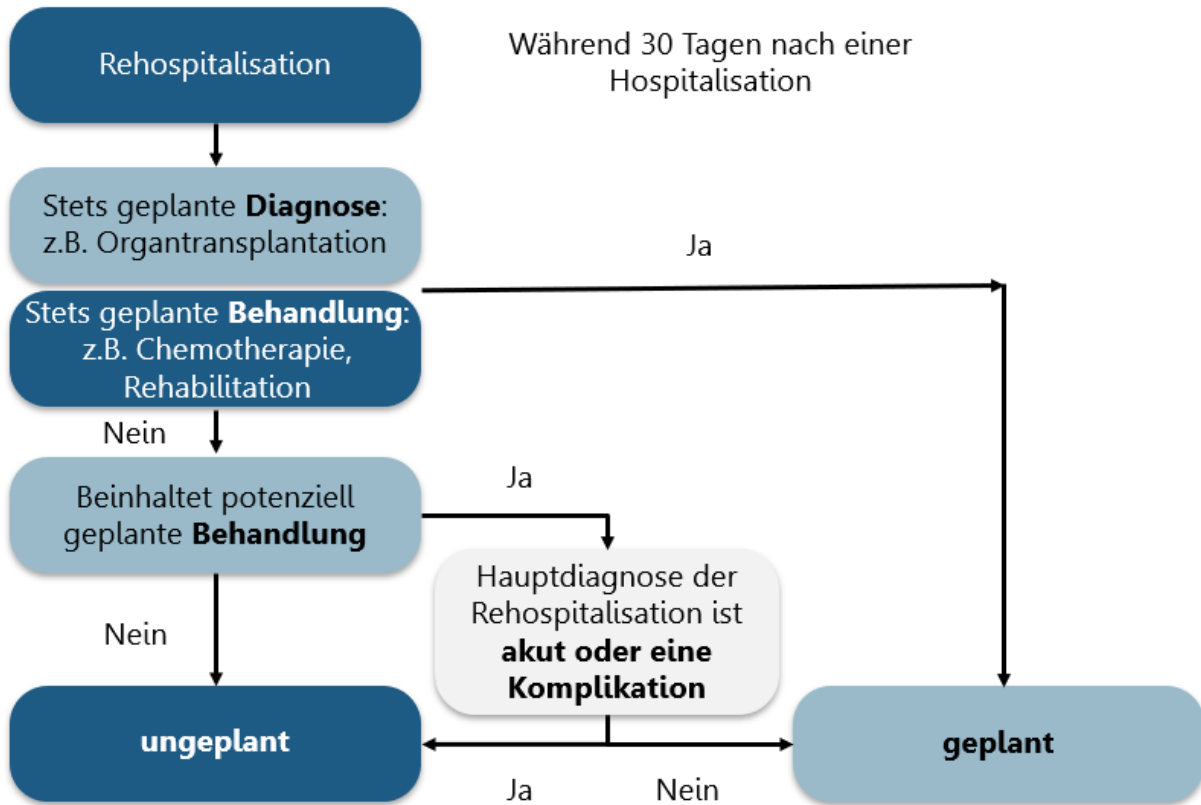 Rehospitalisation
Während 30 Tagen nach einer
Hospitalisation
Stets geplante Diagnose:
z.B. Organtransplantation
Ja
Stets geplante Behandlung:
z.B. Chemotherapie,
Rehabilitation
Nein
Beinhaltet potenziell
geplante Behandlung
Ja
Hauptdiagnose der
Rehospitalisation ist
akut oder eine
Komplikation
Nein
ungeplant
geplant
Ja
Nein